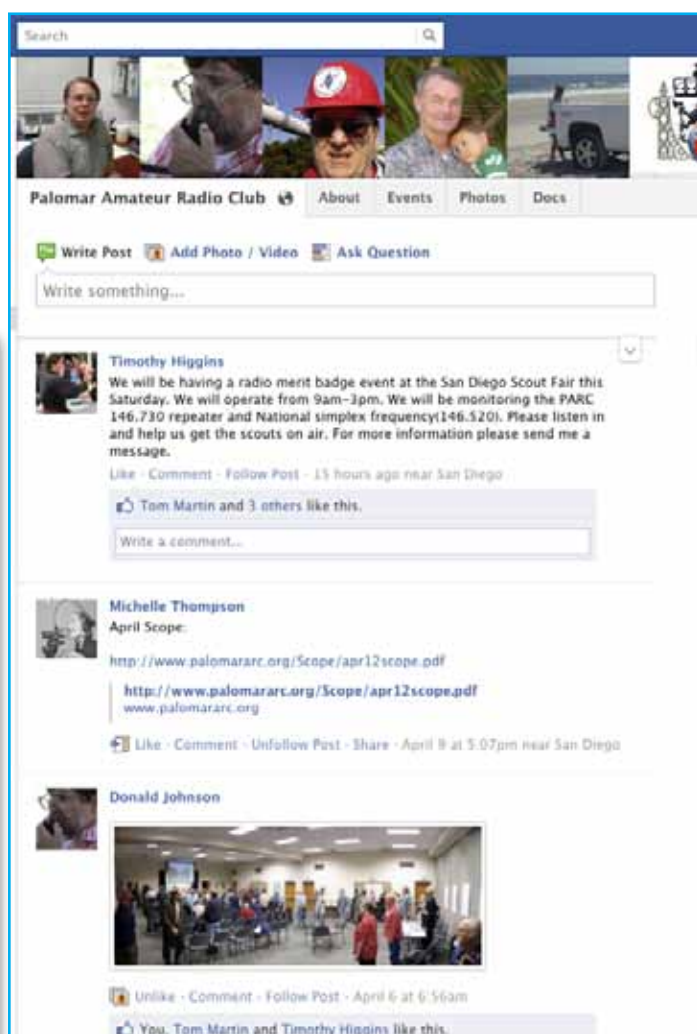 Search
Palomar Amateur Radio Club About Events Photos Docs
Write Post Add Photo / Video Ask Question
Write something...
Timothy Higgins
We will be having a radio merit badge event at the San Diego Scout Fair this
Saturday. We will operate from 9am-3pm. We will be monitoring the PARC
146.730 repeater and National simplex frequency(146.520). Please listen in
and help us get the scouts on air. For more information please send me a
message.
Like · Comment · Follow Post · 15 hours ago near San Diego
Tom Martin and 3 others like this.
Write a comment...
Michelle Thompson
April Scope:
http://www.palomararc.org/Scope/apr12scope.pdf
http://www.palomararc.org/Scope/apr12scope.pdf
www.palomararc.org
Like · Comment · Unfollow Post · Share · April 9 at 5:07pm near San Diego
Donald Johnson
Unlike · Comment · Follow Post · April 6 at 6:56am
You, Tom Martin and Timothy Higgins like this.